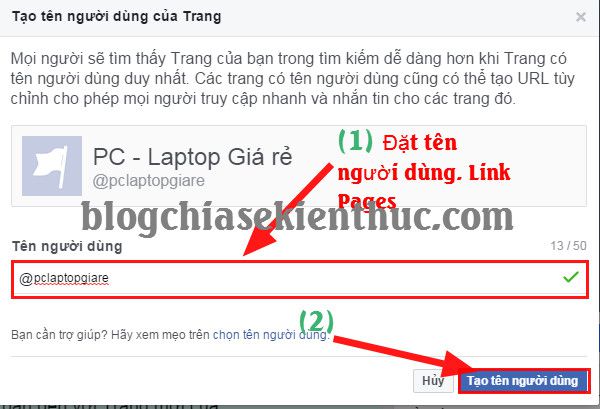 Tạo tên người dùng của Trang
Mọi người sẽ tìm thấy Trang của bạn trong tìm kiếm dễ dàng hơn khi Trang có
tên người dùng duy nhất. Các trang có tên người dùng cũng có thể tạo URL tùy
chỉnh cho phép mọi người truy cập nhanh và nhắn tin cho các trang đó.
(1) Đặt tên
người dùng. Link
Pages
PC - Laptop Giá rẻ
@pclaptopgiare
blogchiasekienthuc.com
Tên người dùng 13 / 50
@pclaptopgiare
(2)
Bạn cần trợ giúp? Hãy xem mẹo trên chọn tên người dùng.
Hủy Tạo tên người dùng